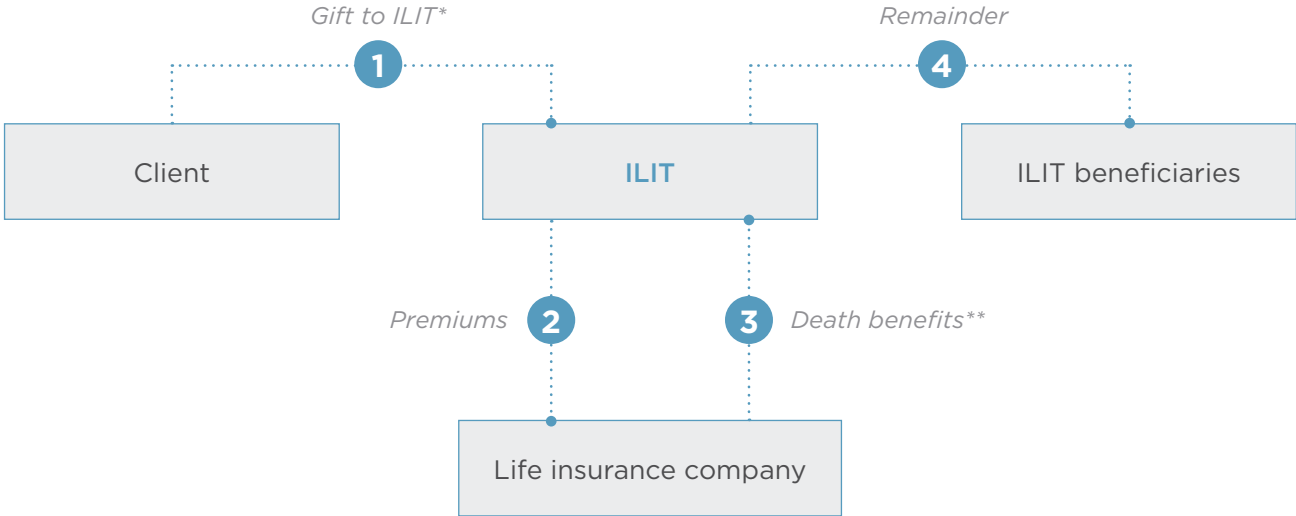 Gift to ILIT*
Remainder
1
4
Client
ILIT
ILIT beneficiaries
Premiums
2
3
Death benefits**
Life insurance company